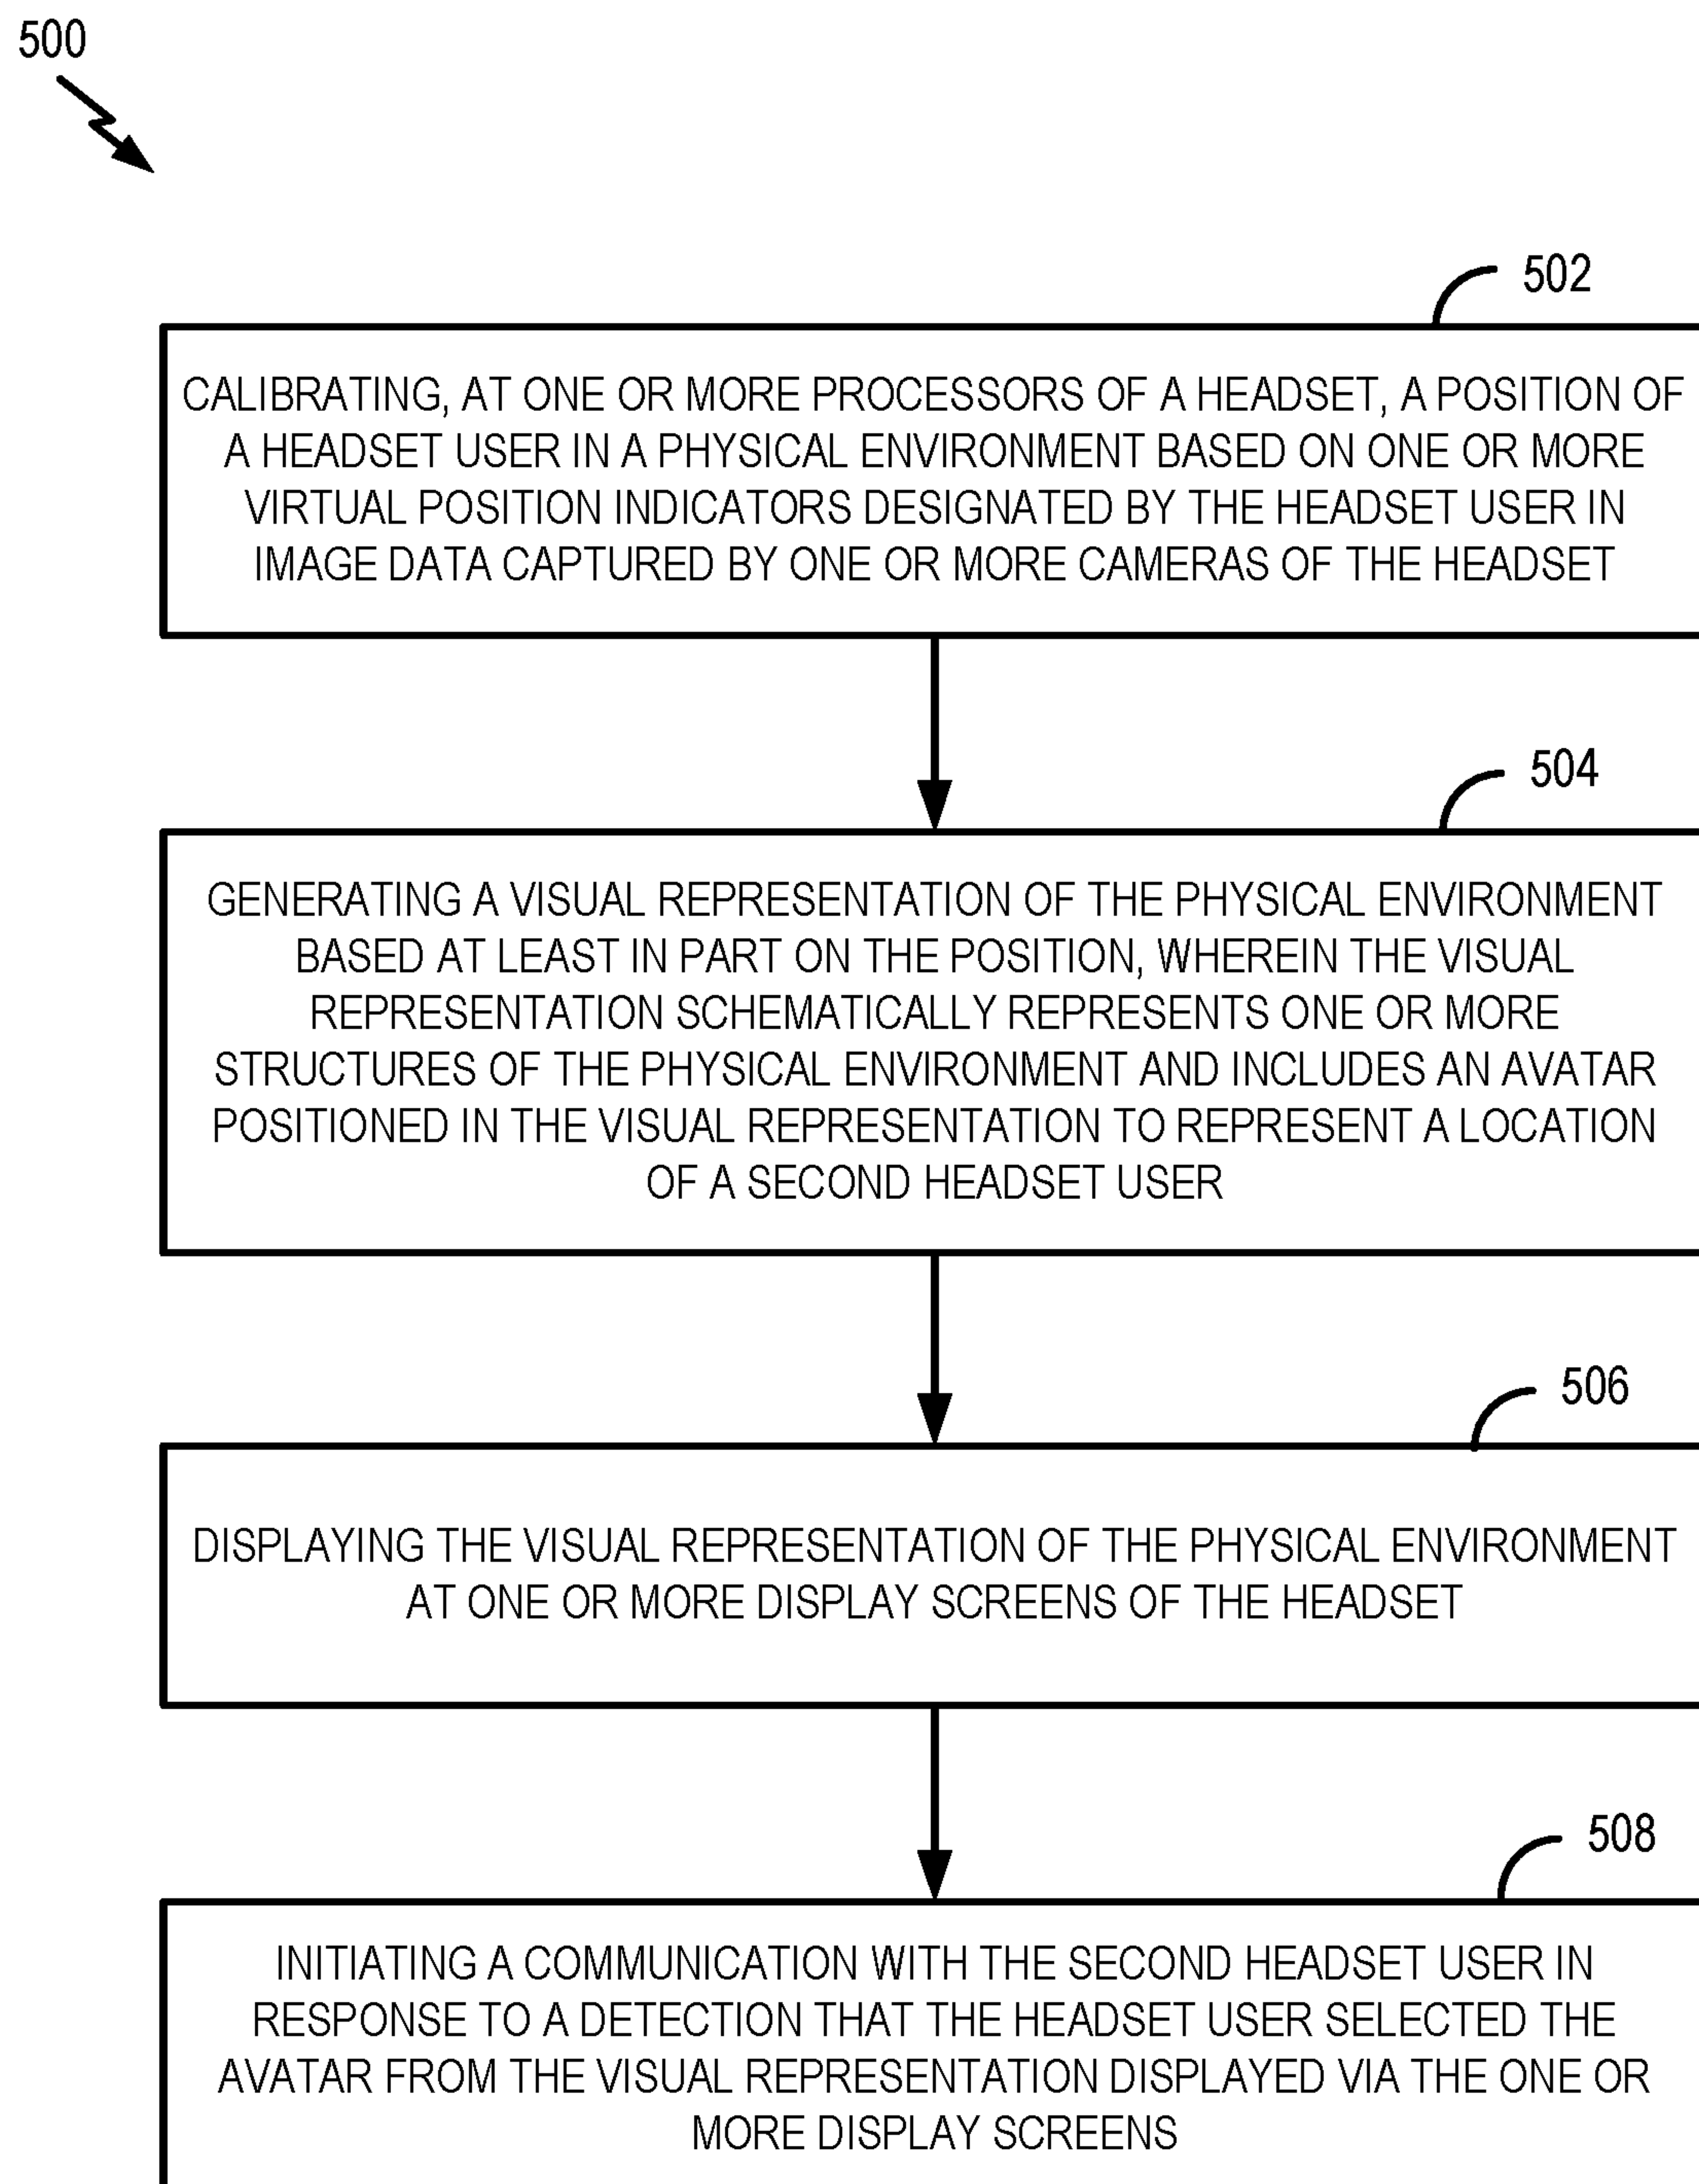 500
502
CALIBRATING, AT ONE OR MORE PROCESSORS OF A HEADSET, A POSITION OF
A HEADSET USER IN A PHYSICAL ENVIRONMENT BASED ON ONE OR MORE
VIRTUAL POSITION INDICATORS DESIGNATED BY THE HEADSET USER IN
IMAGE DATA CAPTURED BY ONE OR MORE CAMERAS OF THE HEADSET
504
GENERATING A VISUAL REPRESENTATION OF THE PHYSICAL ENVIRONMENT
BASED AT LEAST IN PART ON THE POSITION, WHEREIN THE VISUAL
REPRESENTATION SCHEMATICALLY REPRESENTS ONE OR MORE
STRUCTURES OF THE PHYSICAL ENVIRONMENT AND INCLUDES AN AVATAR
POSITIONED IN THE VISUAL REPRESENTATION TO REPRESENT A LOCATION
OF A SECOND HEADSET USER
506
DISPLAYING THE VISUAL REPRESENTATION OF THE PHYSICAL ENVIRONMENT
AT ONE OR MORE DISPLAY SCREENS OF THE HEADSET
508
INITIATING A COMMUNICATION WITH THE SECOND HEADSET USER IN
RESPONSE TO A DETECTION THAT THE HEADSET USER SELECTED THE
AVATAR FROM THE VISUAL REPRESENTATION DISPLAYED VIA THE ONE OR
MORE DISPLAY SCREENS